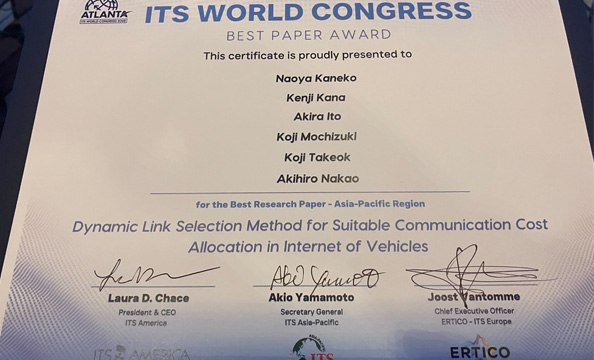 ATLANTA
ITS WORLD CONGRESS
BEST PAPER AWARD
This certificate is proudly presented to
Naoya Kaneko
Kenji Kana
Akira Ito
Koji Mochizuki
Koji Takeok
Akihiro Nakao
for the Best Research Paper - Asia-Pacific Region
Dynamic Link Selection Method for Suitable Communication Cost
Allocation in Internet of Vehicles
Laura D. Chace
President & CEO
ITS America
Akio Yamamoto
Secretary General
ITS Asia-Pacific
Joost Vantomme
Chief Executive Officer
ERTICO - ITS Europe
ITS AMERICA
ITS
ERTICO